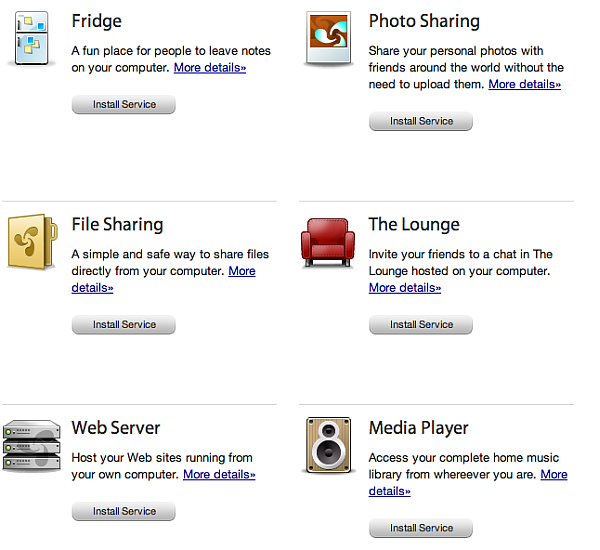 Fridge
A fun place for people to leave notes
on your computer. More details»
Install Service
Photo Sharing
Share your personal photos with
friends around the world without the
need to upload them. More details»
Install Service
File Sharing
A simple and safe way to share files
directly from your computer. More
details»
Install Service
The Lounge
Invite your friends to a chat in The
Lounge hosted on your computer.
More details»
Install Service
Web Server
Host your Web sites running from
your own computer. More details»
Install Service
Media Player
Access your complete home music
library from whereever you are. More
details»
Install Service